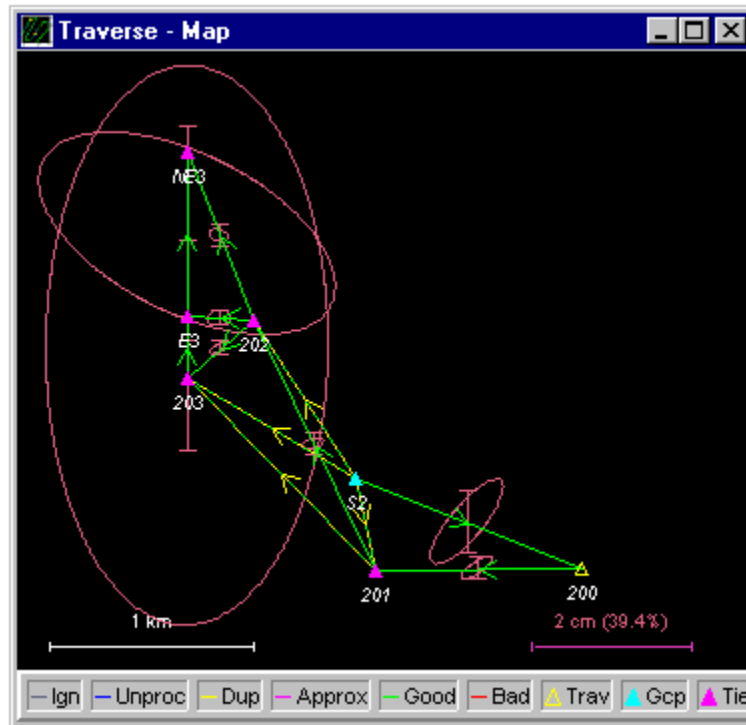 Traverse - Map
NE3
E3
202
203
S2
201
200
1 km
2 cm (39.4%)
Ign Unproc Dup Approx Good Bad Trav Gcp Tie